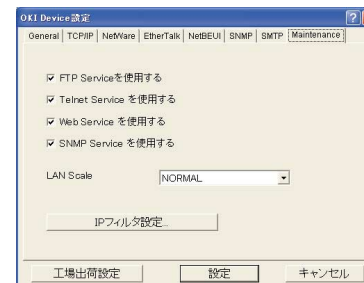 OKI Device設定
General TCP/IP NetWare EtherTalk NetBEUI SNMP SMTP Maintenance
FTP Serviceを使用する
Telnet Service を使用する
Web Service を使用する
SNMP Service を使用する
LAN Scale NORMAL
IPフィルタ設定...
工場出荷設定 設定 キャンセル